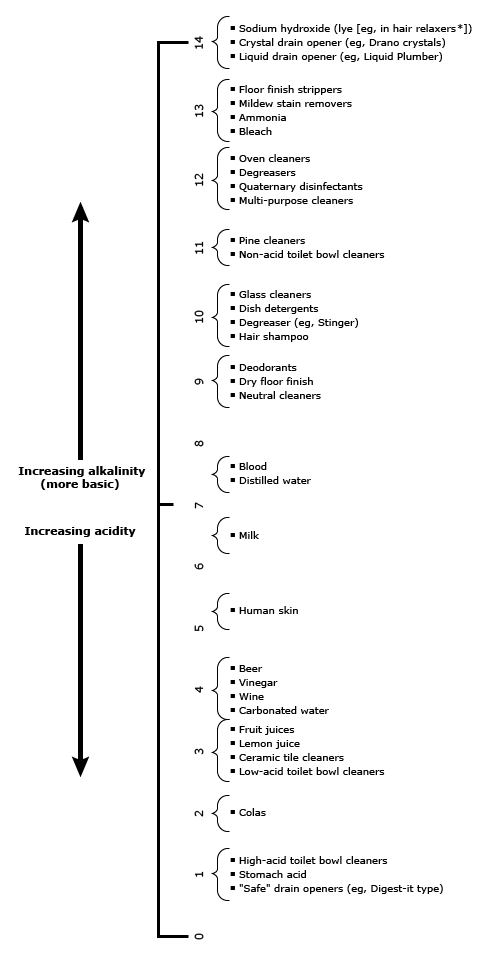 14
▪ Sodium hydroxide (lye [eg, in hair relaxers*])
▪ Crystal drain opener (eg, Drano crystals)
▪ Liquid drain opener (eg, Liquid Plumber)
13
▪ Floor finish strippers
▪ Mildew stain removers
▪ Ammonia
▪ Bleach
12
▪ Oven cleaners
▪ Degreasers
▪ Quaternary disinfectants
▪ Multi-purpose cleaners
11
▪ Pine cleaners
▪ Non-acid toilet bowl cleaners
10
▪ Glass cleaners
▪ Dish detergents
▪ Degreaser (eg, Stinger)
▪ Hair shampoo
9
▪ Deodorants
▪ Dry floor finish
▪ Neutral cleaners
8
Increasing alkalinity
(more basic)
▪ Blood
▪ Distilled water
7
Increasing acidity
▪ Milk
6
▪ Human skin
5
4
▪ Beer
▪ Vinegar
▪ Wine
▪ Carbonated water
3
▪ Fruit juices
▪ Lemon juice
▪ Ceramic tile cleaners
▪ Low-acid toilet bowl cleaners
2
▪ Colas
1
▪ High-acid toilet bowl cleaners
▪ Stomach acid
▪ "Safe" drain openers (eg, Digest-it type)
0